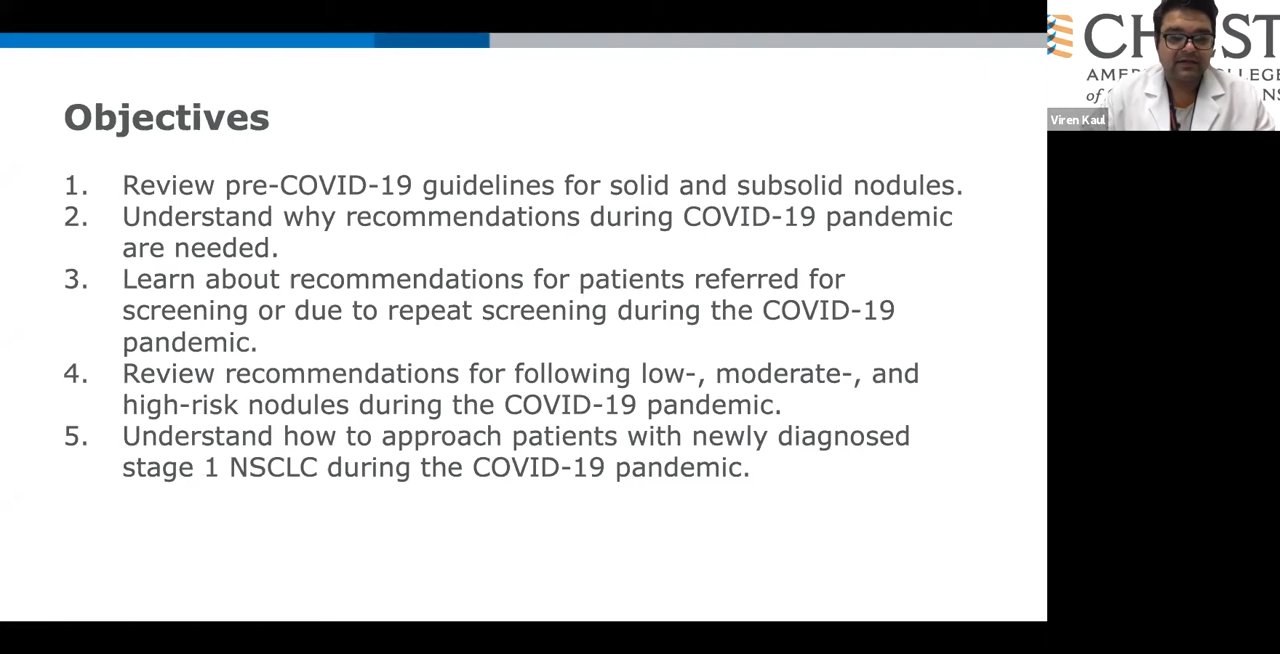 Objectives
1. Review pre-COVID-19 guidelines for solid and subsolid nodules.
2. Understand why recommendations during COVID-19 pandemic
are needed.
3. Learn about recommendations for patients referred for
screening or due to repeat screening during the COVID-19
pandemic.
4. Review recommendations for following low-, moderate-, and
high-risk nodules during the COVID-19 pandemic.
5. Understand how to approach patients with newly diagnosed
stage 1 NSCLC during the COVID-19 pandemic.
of
Viren Kaul